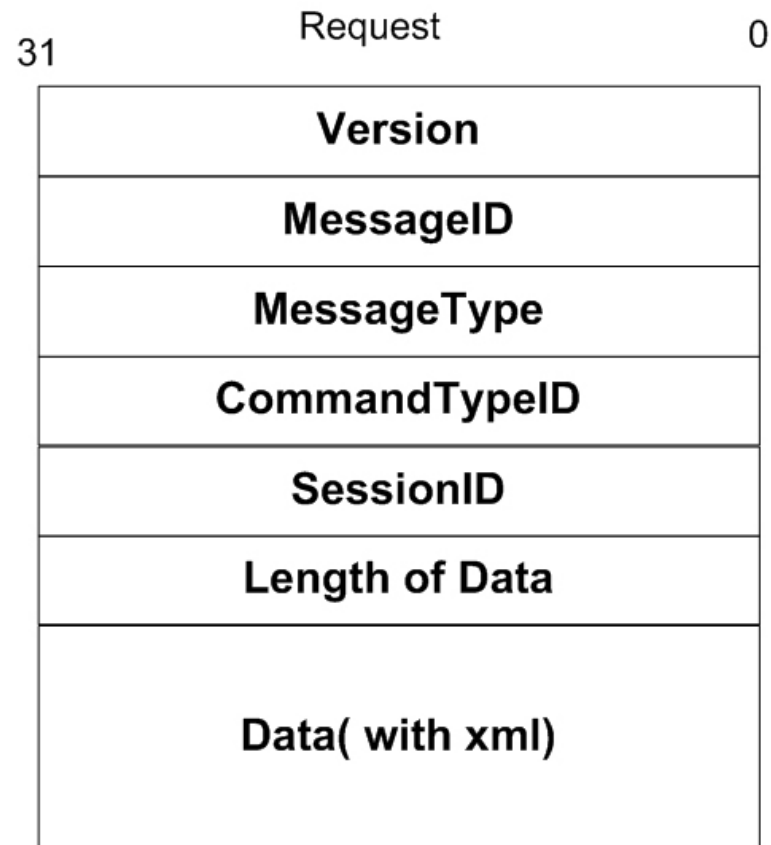 Request
31
0
Version
MessageID
MessageType
CommandTypeID
SessionID
Length of Data
Data( with xml)